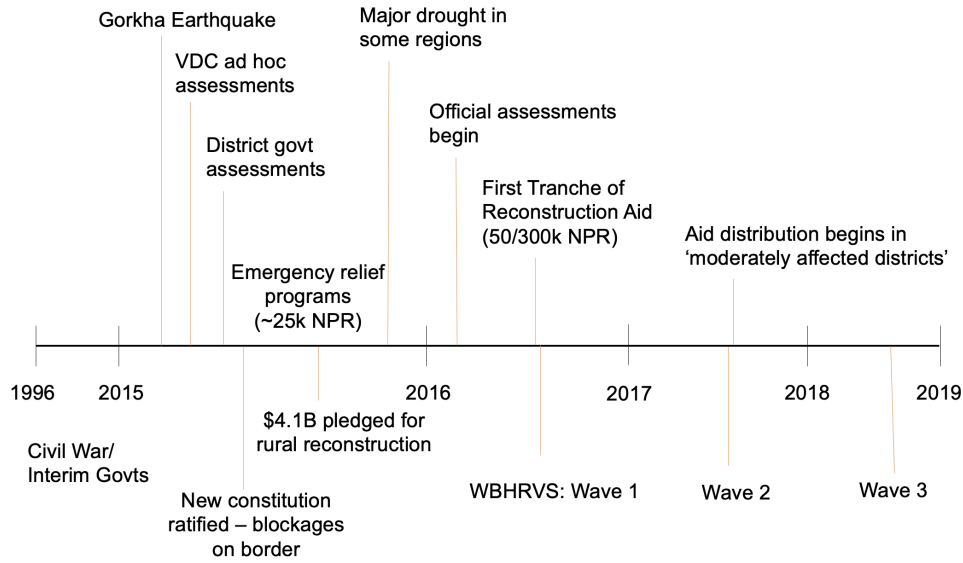 Gorkha Earthquake
VDC ad hoc
assessments
District govt
assessments
Emergency relief
programs
(~25k NPR)
Major drought in
some regions
Official assessments
begin
First Tranche of
Reconstruction Aid
(50/300k NPR)
Aid distribution begins in
‘moderately affected districts’
1996
2015
2016
2017
2018
2019
Civil War/
Interim Govts
New constitution
ratified – blockages
on border
$4.1B pledged for
rural reconstruction
WBHRVS: Wave 1
Wave 2
Wave 3